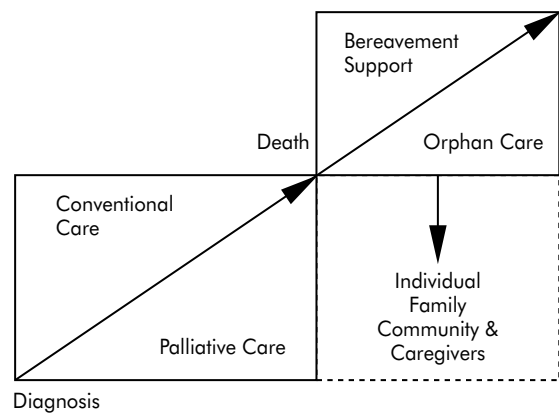 Bereavement
Support
Death
Orphan Care
Conventional
Care
Individual
Family
Community &
Caregivers
Palliative Care
Diagnosis